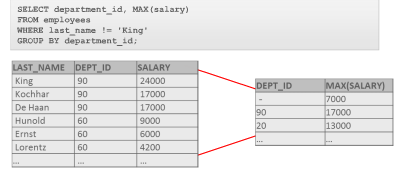 SELECT department_id, MAX(salary)
FROM employees
WHERE last_name != 'King'
GROUP BY department_id;
LAST_NAME DEPT_ID SALARY
King 90 24000
Kochhar 90 17000
De Haan 90 17000
Hunold 60 9000
Ernst 60 6000
Lorentz 60 4200
... ... ...
DEPT_ID MAX(SALARY)
- 7000
90 17000
20 13000
... ...